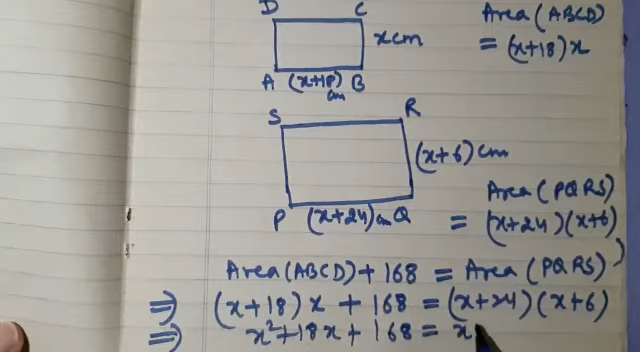 D C
x cm
A (x+18) cm B
Area (ABCD)
= (x+18)x
S R
(x+6) cm
P (x+24) cm Q
Area (PQRS)
= (x+24)(x+6)
Area (ABCD) + 168 = Area (PQRS)
⇒ (x+18) x + 168 = (x+24) (x+6)
⇒ x²+18x + 168 = x